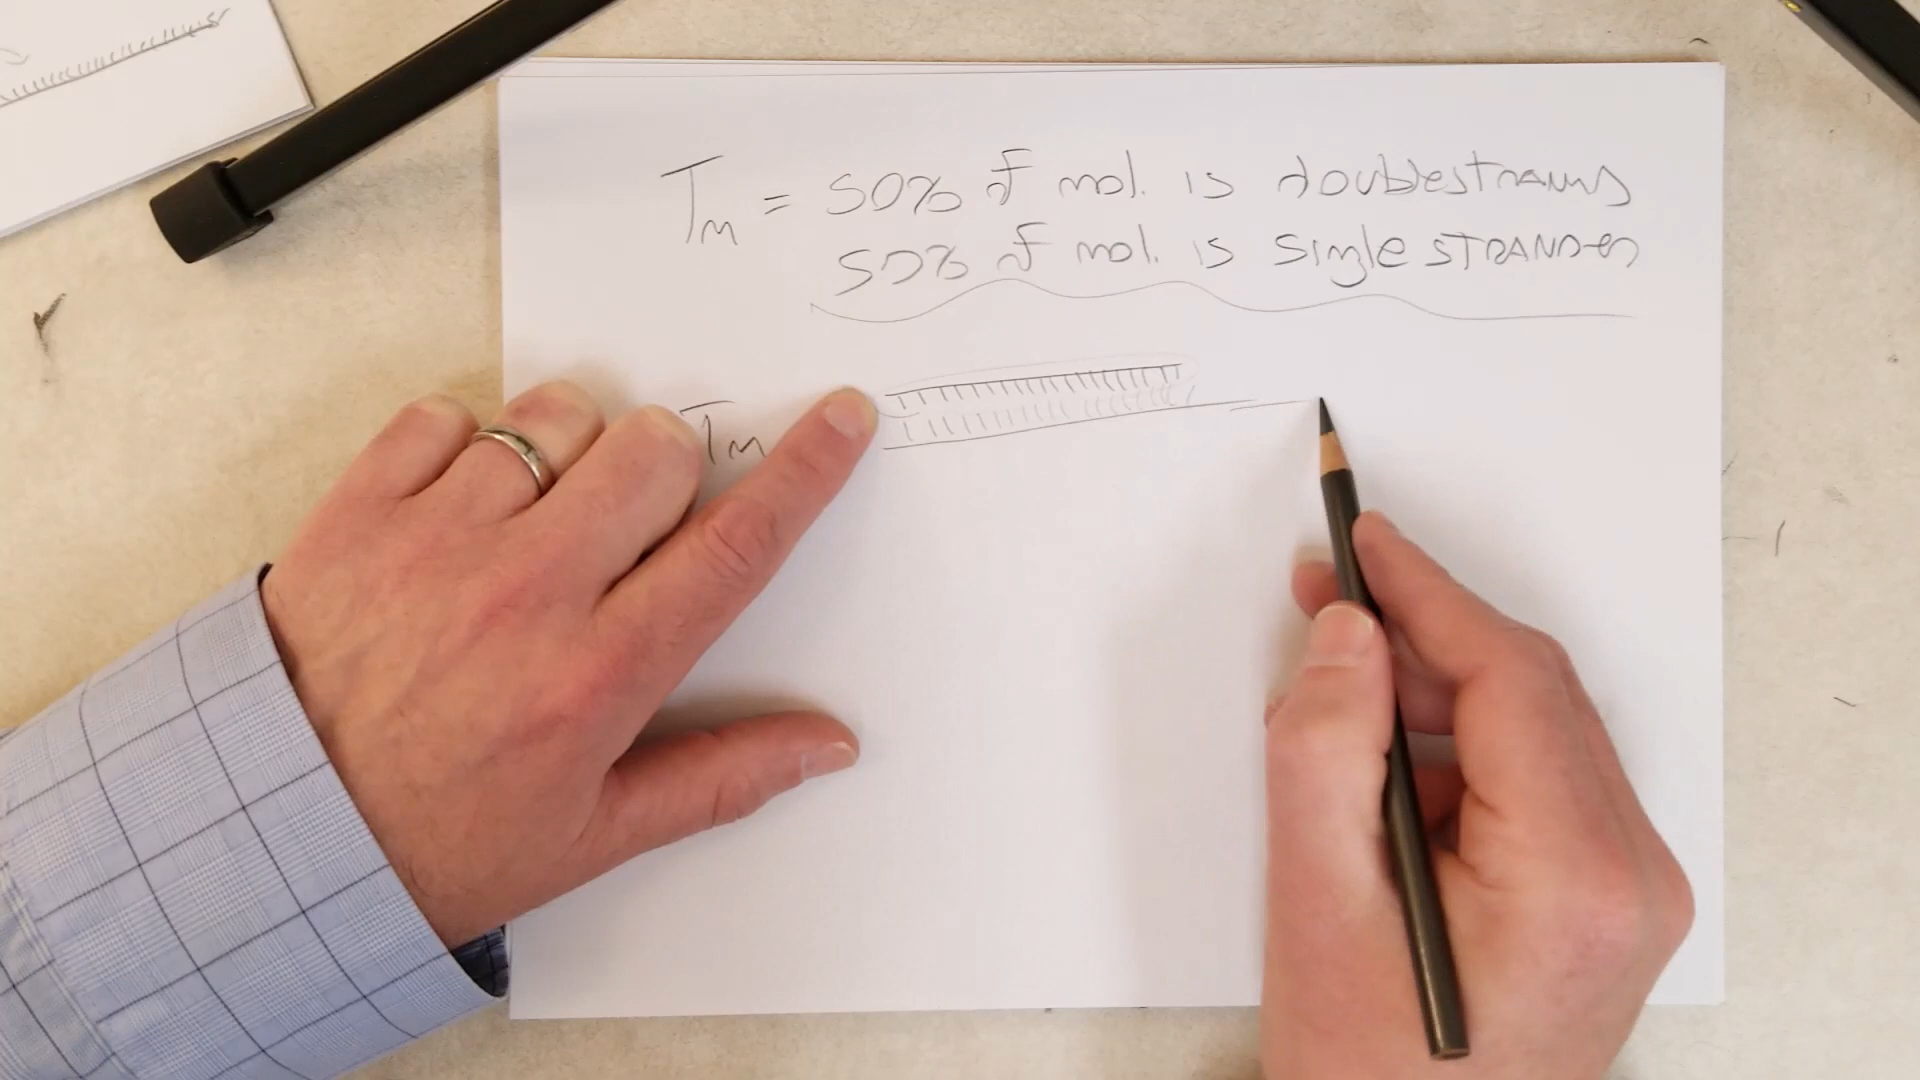 Tm = 50% of mol. is doublestranded
50% of mol. is single STRANDED
Tm